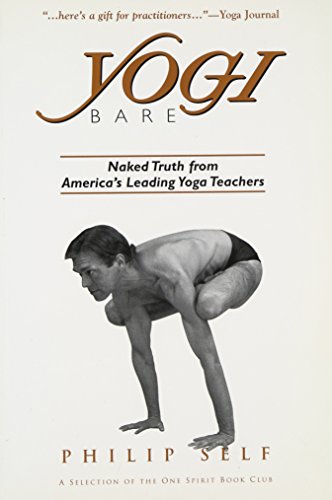 “...here’s a gift for practitioners...”—Yoga Journal
YOGI
BARE
Naked Truth from
America’s Leading Yoga Teachers
PHILIP SELF
A SELECTION OF THE ONE SPIRIT BOOK CLUB